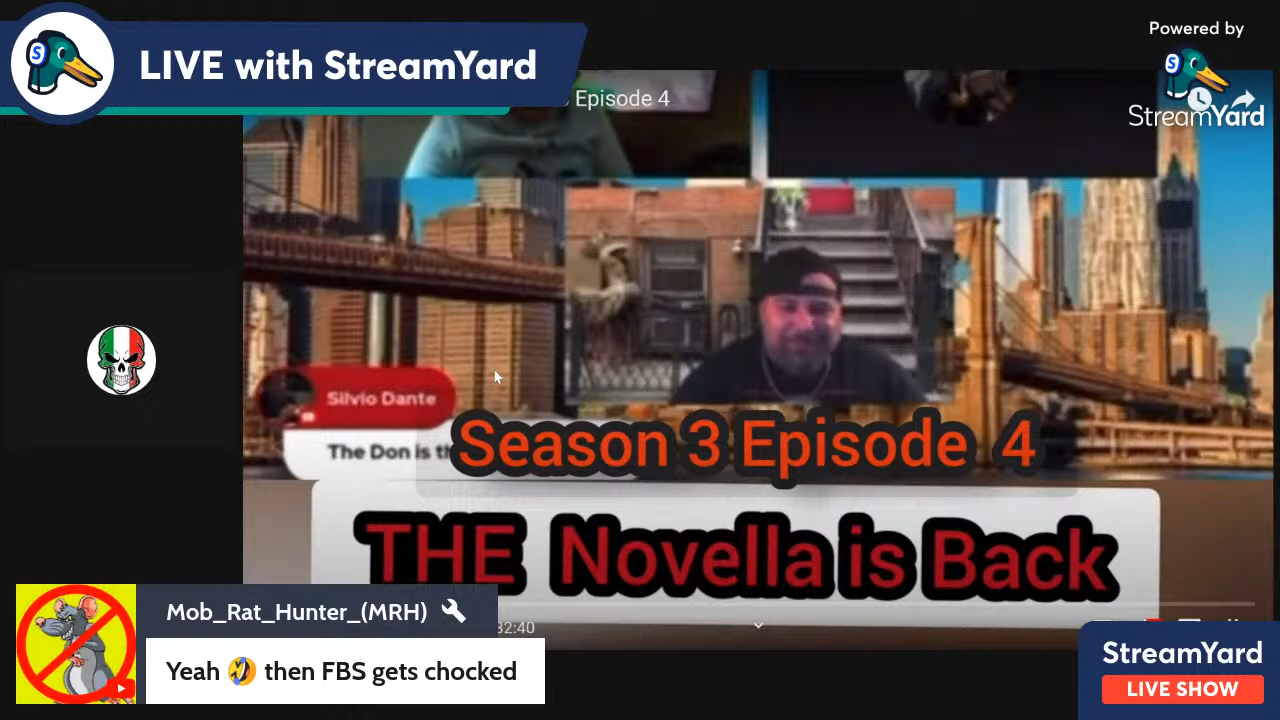 LIVE with StreamYard
Powered by
StreamYard
Episode 4
Silvio Dante
The Don is
Season 3 Episode 4
THE Novella is Back
Mob_Rat_Hunter_(MRH)
32:40
Yeah 🤣 then FBS gets chocked
StreamYard
LIVE SHOW